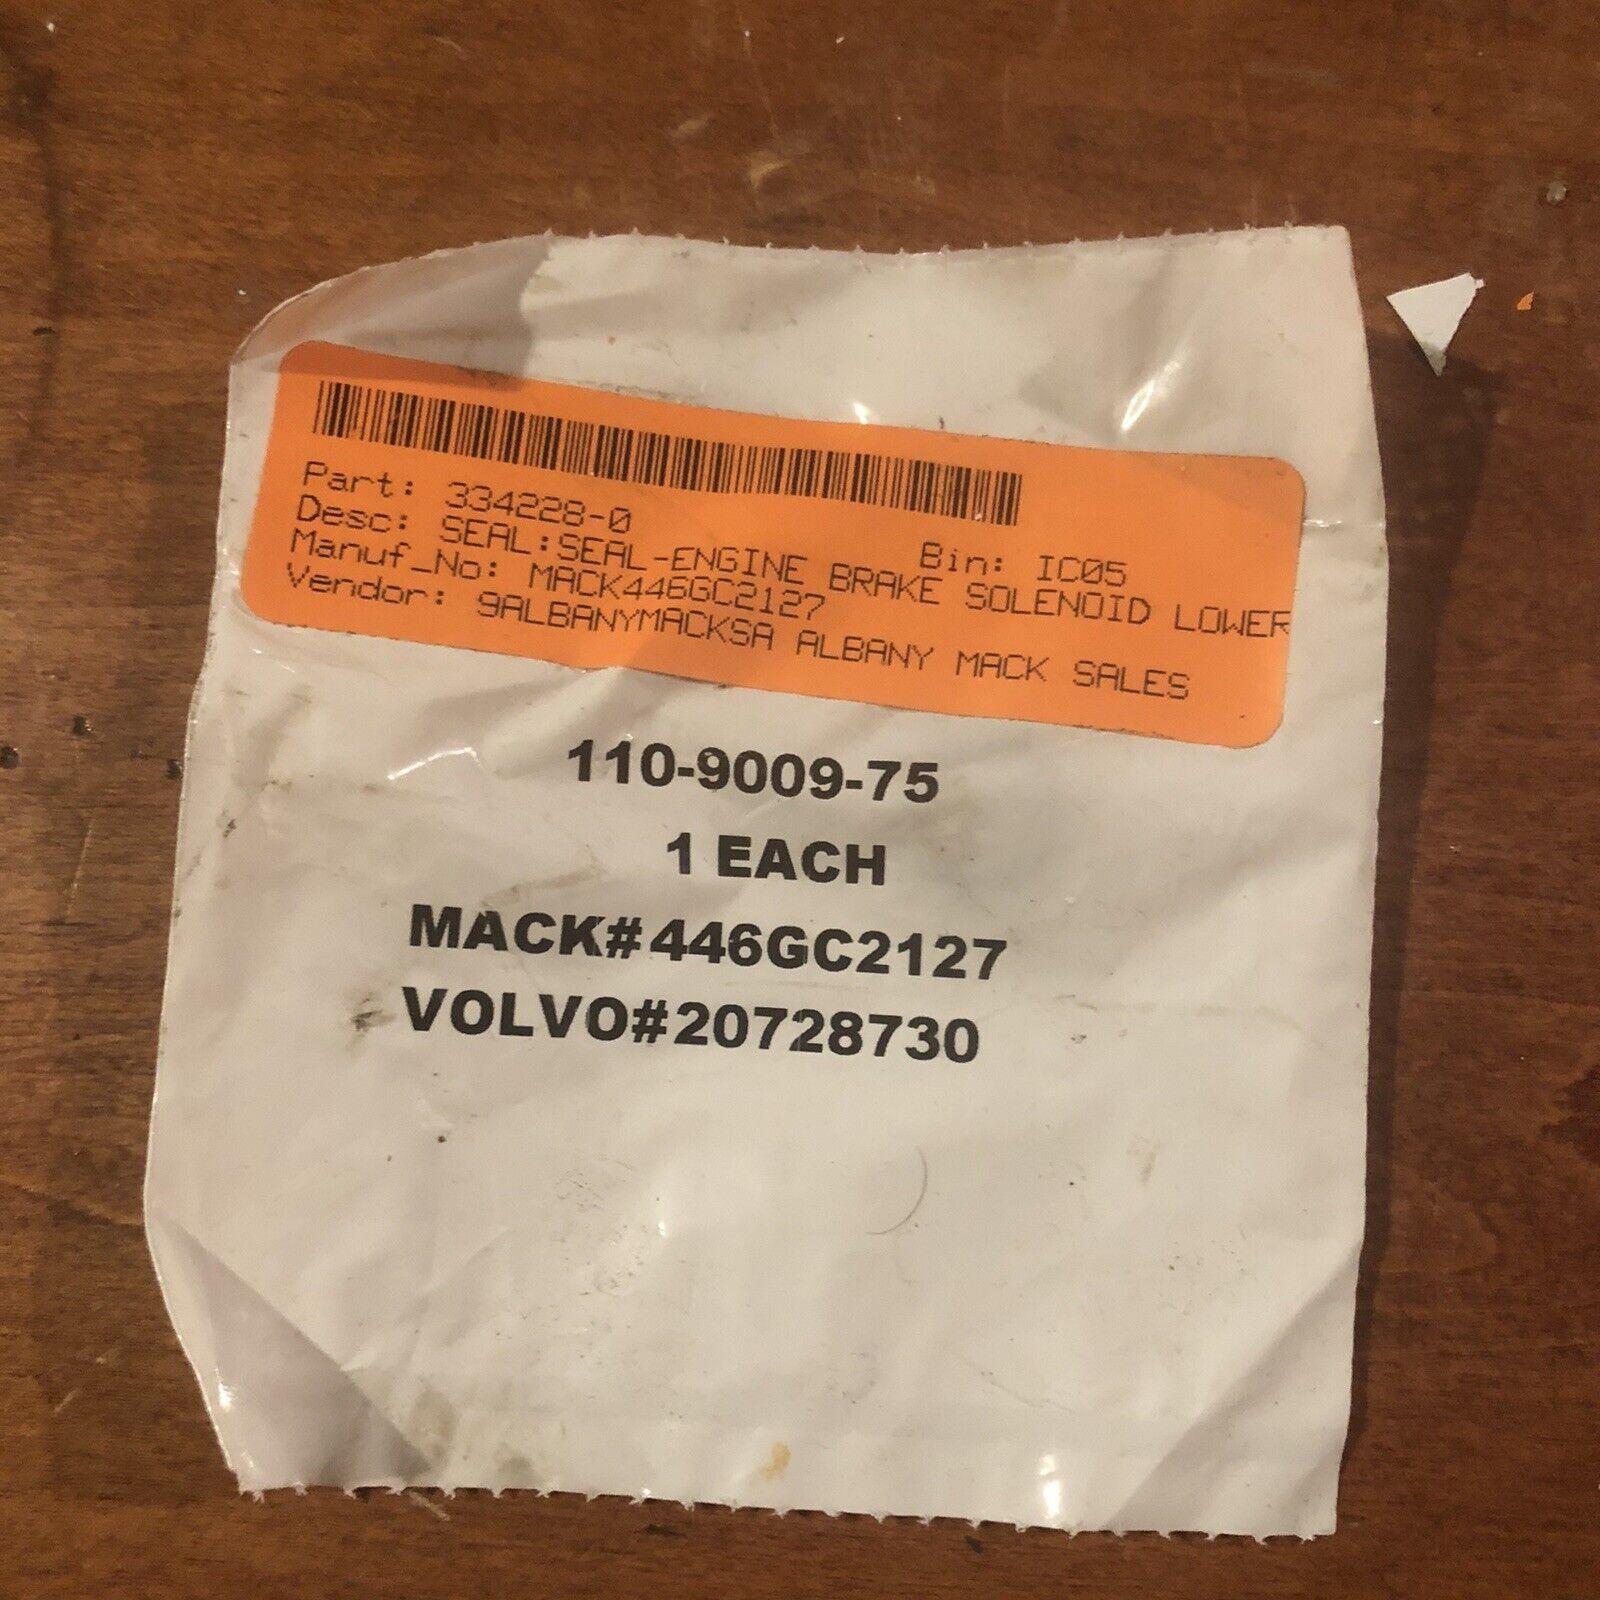 Part: 334228-0 Bin: IC05
Desc: SEAL:SEAL-ENGINE BRAKE SOLENOID LOWER
Manuf_No: MACK446GC2127
Vendor: 9ALBANYMACKSA ALBANY MACK SALES
110-9009-75
1 EACH
MACK#446GC2127
VOLVO#20728730